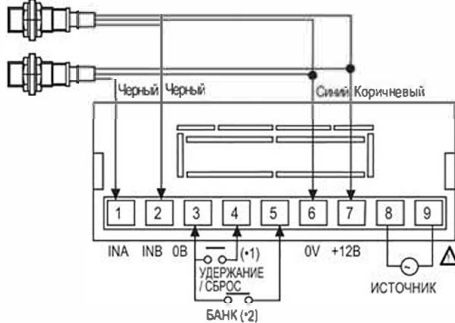 Черный Черный Синий Коричневый
1 2 3 4 5 6 7 8 9
INA INB 0В (*1) 0V +12В
УДЕРЖАНИЕ
/ СБРОС
ИСТОЧНИК
БАНК (*2)